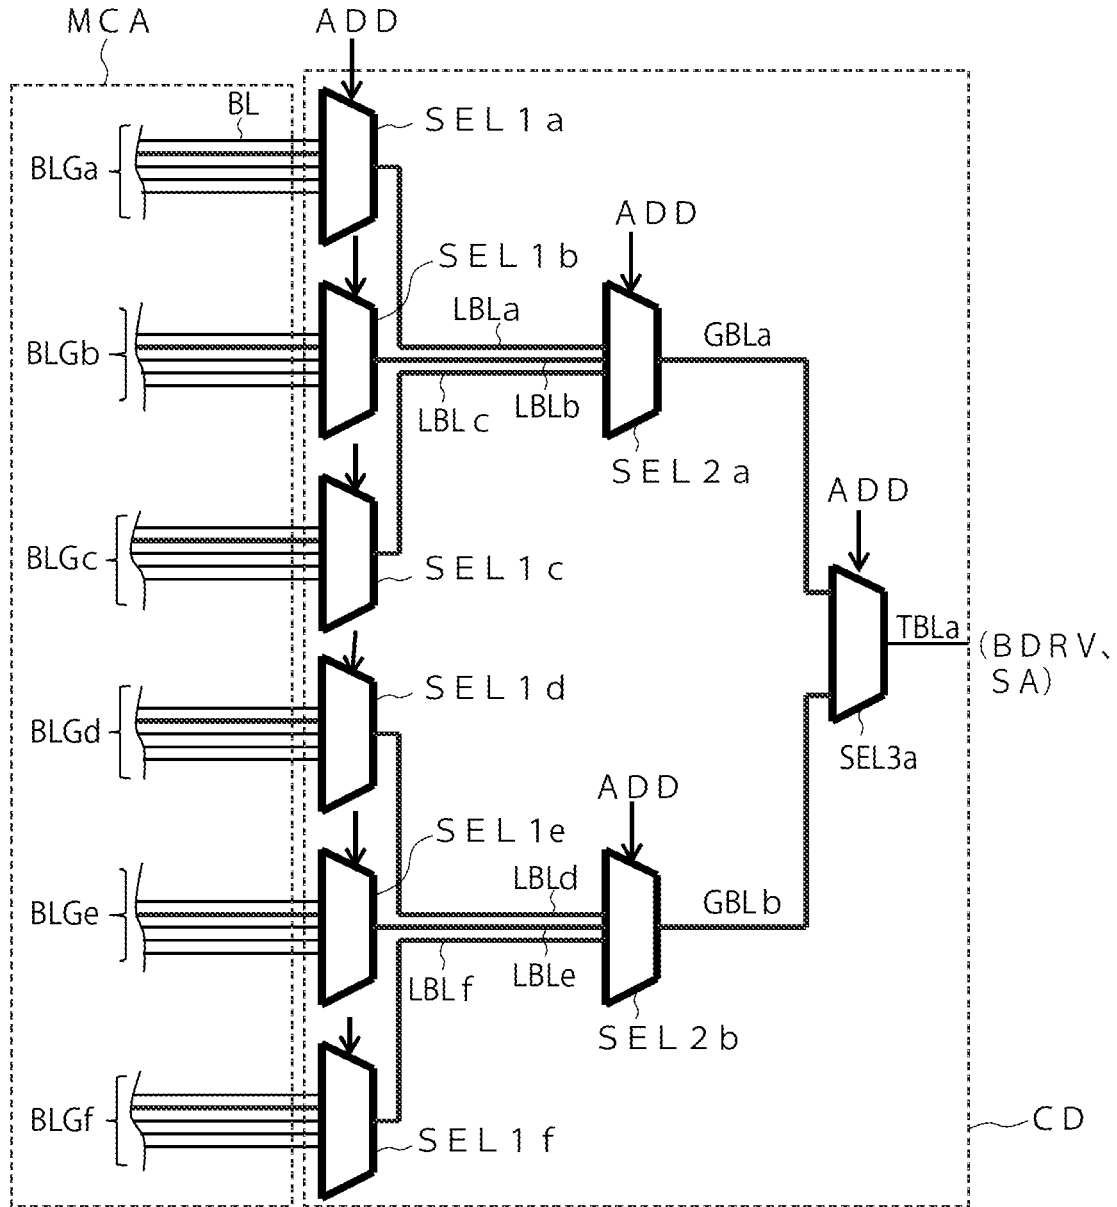 MCA
ADD
BL
SEL1a
BLGa
ADD
SEL1b
LBLa
GBLa
BLGb
LBLb
LBLc
SEL2a
ADD
BLGc
SEL1c
TBLa
(BDRV、
SA)
SEL1d
BLGd
SEL3a
ADD
SEL1e
LBLd
GBLb
BLGe
LBLe
LBLf
SEL2b
BLGf
CD
SEL1f